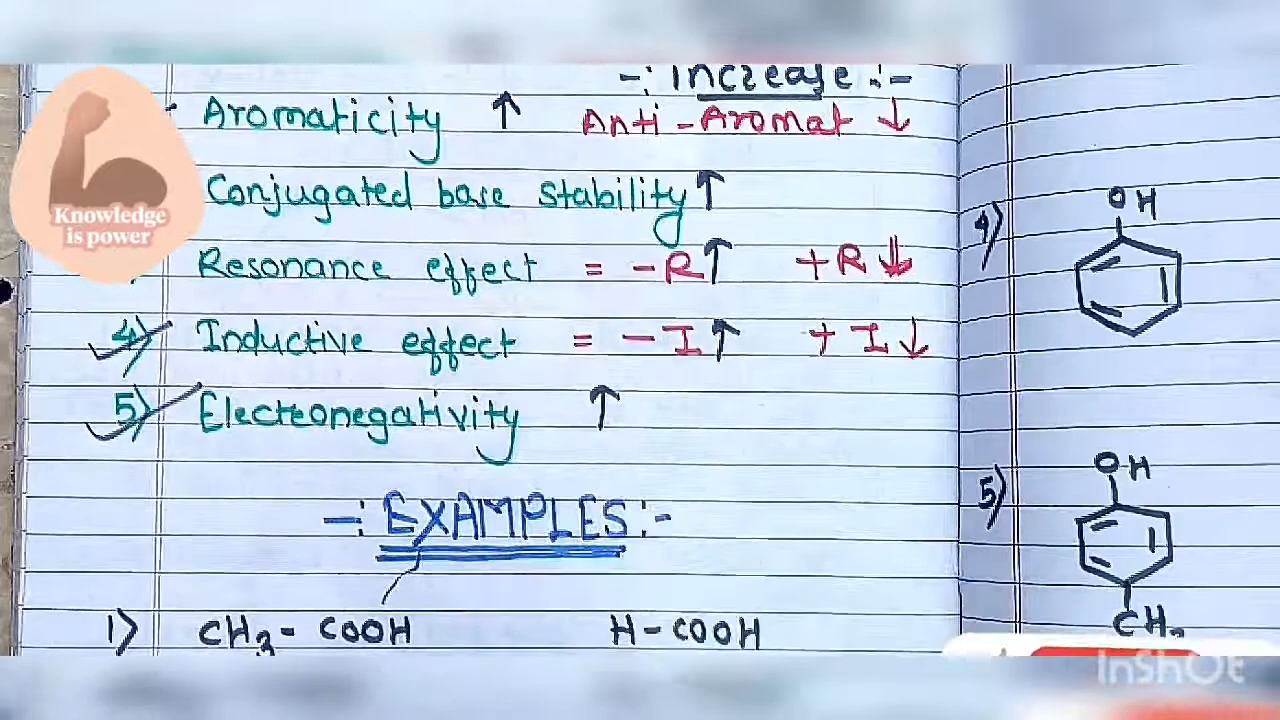 -: Increase :-
Aromaticity ↑ Anti-Aromat ↓
Conjugated base stability ↑
Resonance effect = -R ↑ +R ↓
4) Inductive effect = -I ↑ + I ↓
5) Electeonegativity ↑
-: EXAMPLES :-
1) CH3 - COOH H - COOH
4)
OH
5)
OH
CH3
Knowledge
is power
InShOt